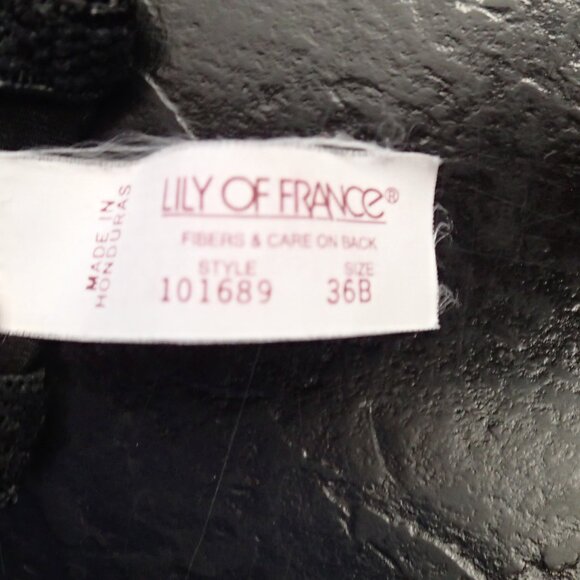 LILY OF FRANCE®
FIBERS & CARE ON BACK
STYLE SIZE
101689 36B
MADE IN
HONDURAS